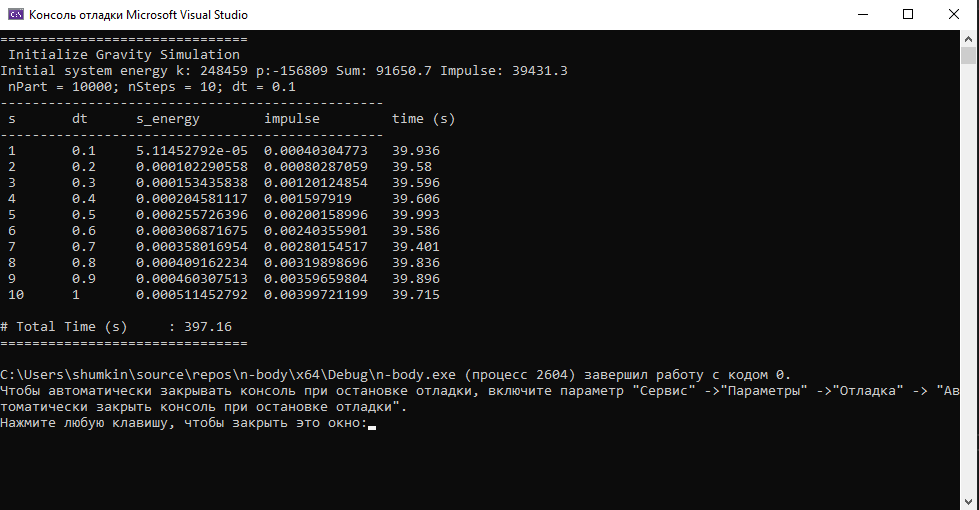 Консоль отладки Microsoft Visual Studio
===============================
Initialize Gravity Simulation
Initial system energy k: 248459 p:-156809 Sum: 91650.7 Impulse: 39431.3
nPart = 10000; nSteps = 10; dt = 0.1
------------------------------------------------
s       dt      s_energy        impulse         time (s)
------------------------------------------------
1       0.1     5.11452792e-05  0.00040304773   39.936
2       0.2     0.000102290558  0.00080287059   39.58
3       0.3     0.000153435838  0.00120124854   39.596
4       0.4     0.000204581117  0.001597919     39.606
5       0.5     0.000255726396  0.00200158996   39.993
6       0.6     0.000306871675  0.00240355901   39.586
7       0.7     0.000358016954  0.00280154517   39.401
8       0.8     0.000409162234  0.00319898696   39.836
9       0.9     0.000460307513  0.00359659804   39.896
10      1       0.000511452792  0.00399721199   39.715
# Total Time (s)     : 397.16
===============================
C:\Users\shumkin\source\repos\n-body\x64\Debug\n-body.exe (процесс 2604) завершил работу с кодом 0.
Чтобы автоматически закрывать консоль при остановке отладки, включите параметр "Сервис" ->"Параметры" ->"Отладка" -> "Ав
томатически закрыть консоль при остановке отладки".
Нажмите любую клавишу, чтобы закрыть это окно: